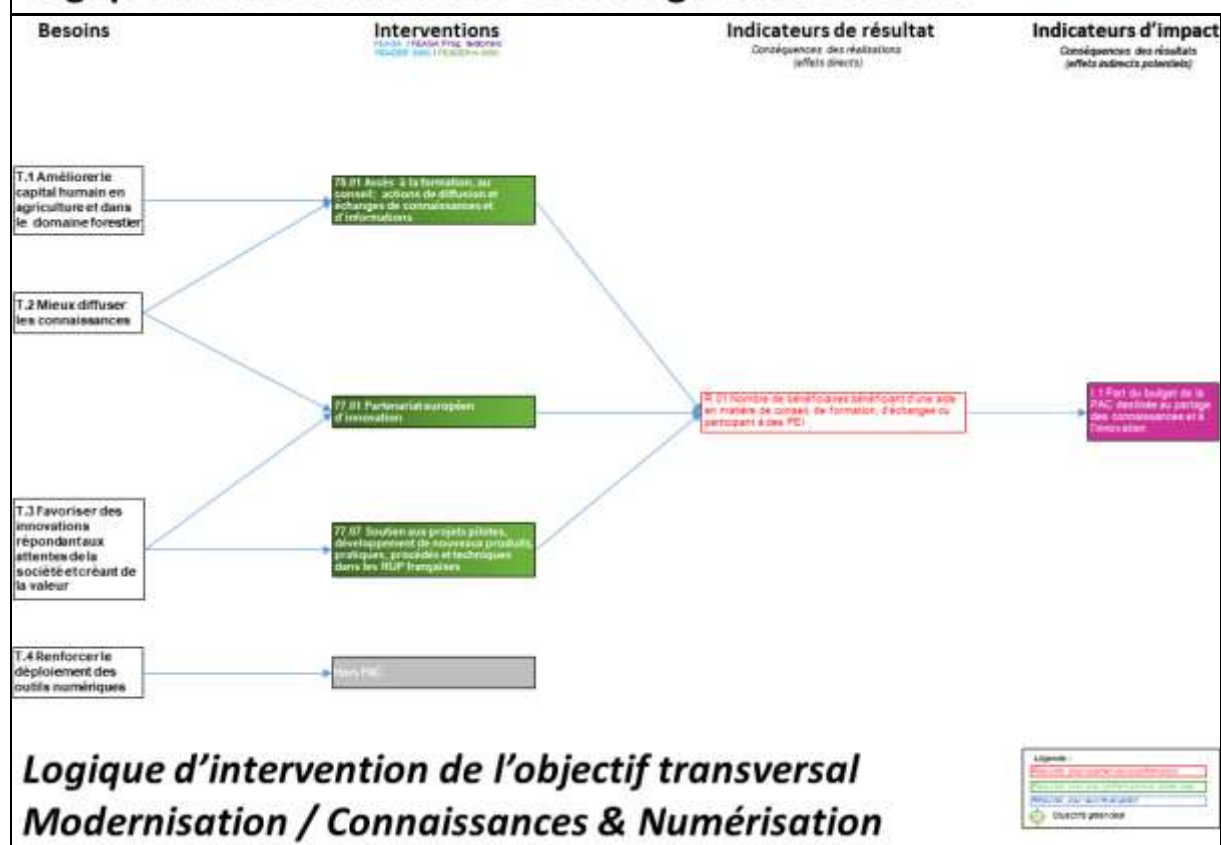 Besoins
Interventions
Indicateurs de résultat
Conséquences des réalisations
(effets directs)
Indicateurs d'impact
Conséquences des résultats
(effets indirects potentiels)
T.1 Améliorer le
capital humain en
agriculture et dans
le domaine forestier
78.01 Accès à la formation, au
conseil; actions de diffusion et
échanges de connaissances et
d'informations
T.2 Mieux diffuser
les connaissances
77.01 Partenariat européen
d'innovation
R.01 Nombre de bénéficiaires bénéficiant d'une aide
en matière de conseil, de formation, d'échanges ou
participant à des PEI
I.1 Part du budget de la
PAC destinée au partage
des connaissances et à
l'innovation
T.3 Favoriser des
innovations
répondant aux
attentes de la
société et créant de
la valeur
77.07 Soutien aux projets pilotes,
développement de nouveaux produits,
pratiques, procédés et techniques
dans les RUP françaises
T.4 Renforcer le
déploiement des
outils numériques
Hors PAC
Logique d'intervention de l'objectif transversal
Modernisation / Connaissances & Numérisation
Légende :